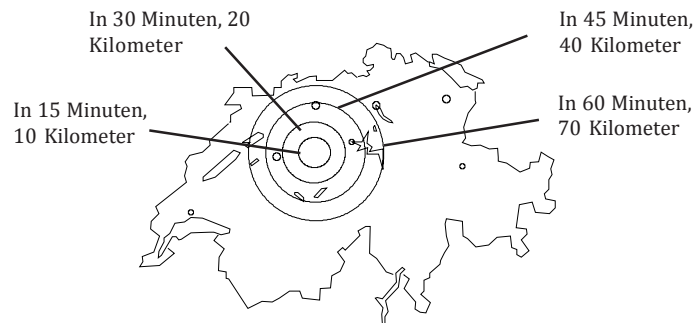 In 30 Minuten, 20
Kilometer
In 45 Minuten,
40 Kilometer
In 15 Minuten,
10 Kilometer
In 60 Minuten,
70 Kilometer